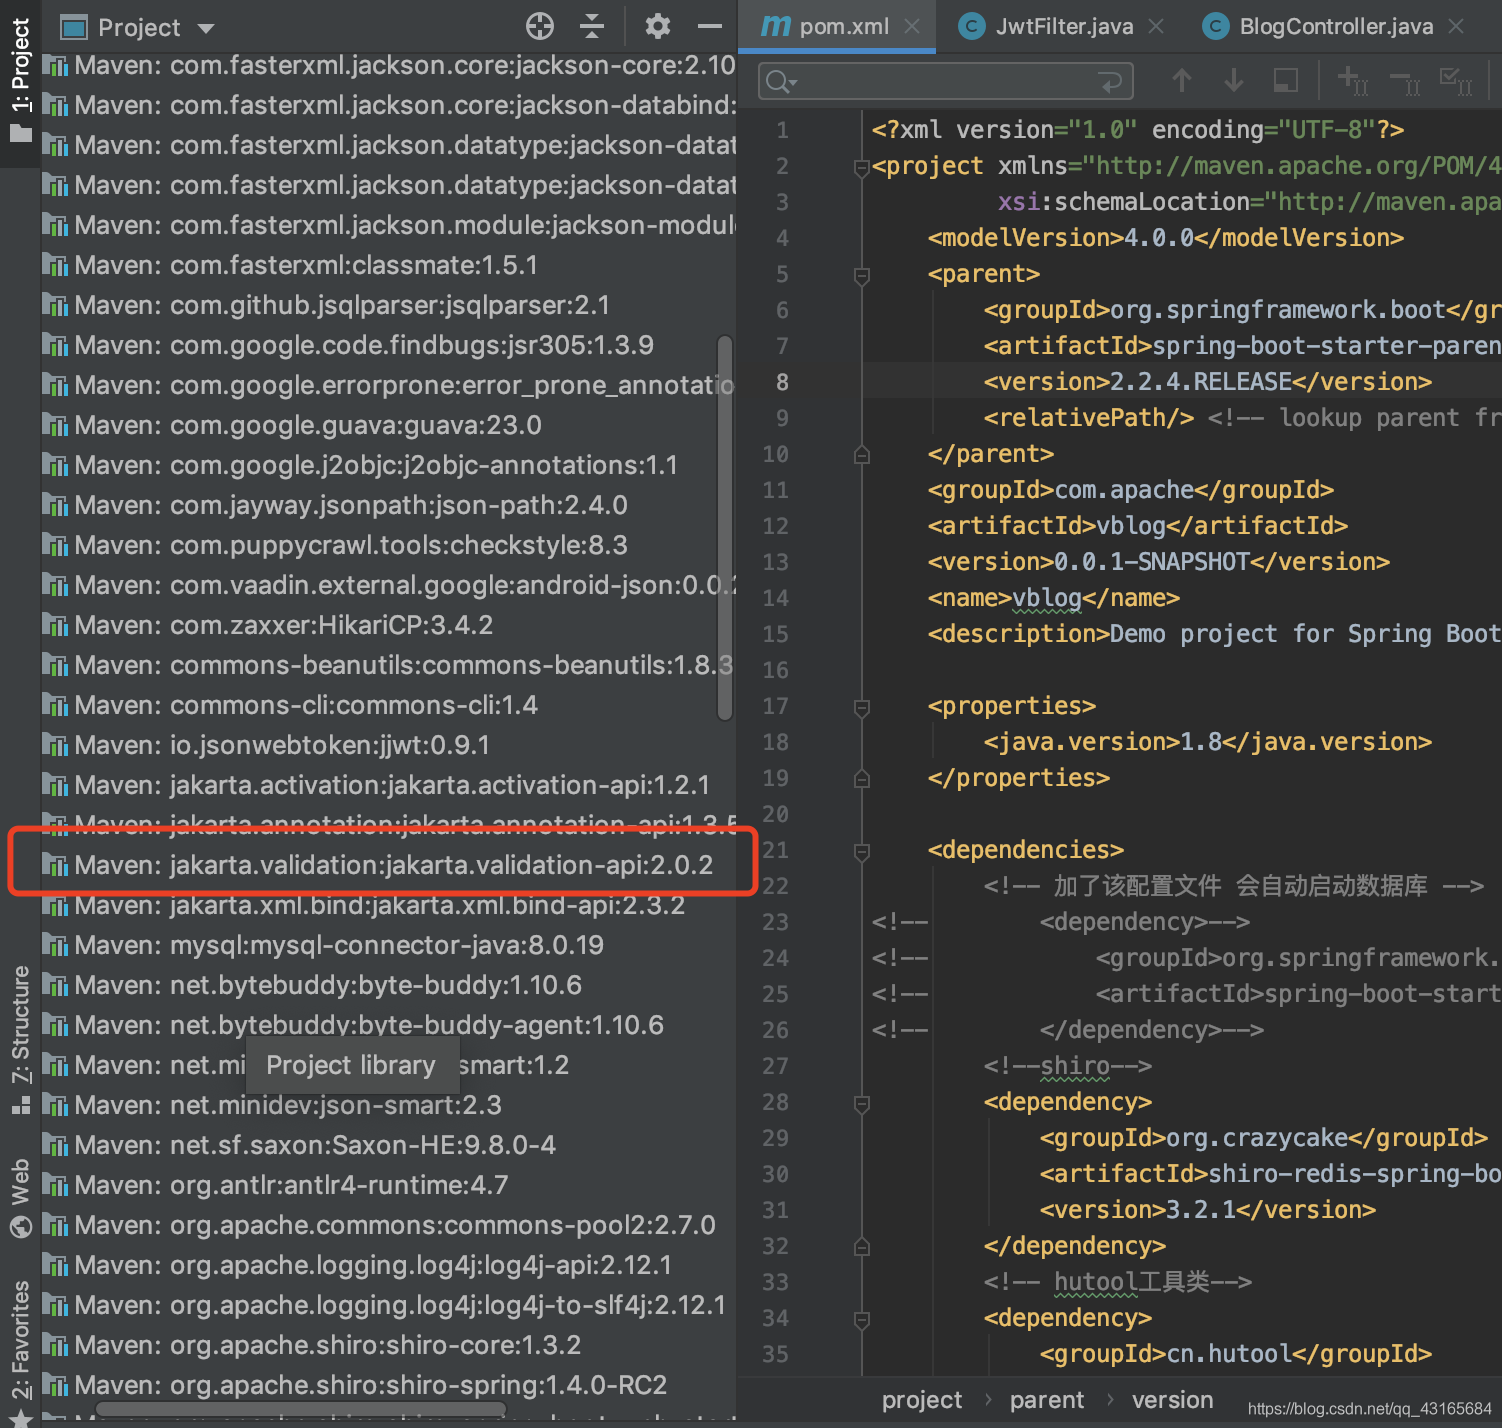 1: Project
Project
pom.xml
JwtFilter.java
BlogController.java
Maven: com.fasterxml.jackson.core:jackson-core:2.10
Maven: com.fasterxml.jackson.core:jackson-databind:
Maven: com.fasterxml.jackson.datatype:jackson-datat
Maven: com.fasterxml.jackson.datatype:jackson-datat
Maven: com.fasterxml.jackson.module:jackson-modul
Maven: com.fasterxml:classmate:1.5.1
Maven: com.github.jsqlparser:jsqlparser:2.1
Maven: com.google.code.findbugs:jsr305:1.3.9
Maven: com.google.errorprone:error_prone_annotatio
Maven: com.google.guava:guava:23.0
Maven: com.google.j2objc:j2objc-annotations:1.1
Maven: com.jayway.jsonpath:json-path:2.4.0
Maven: com.puppycrawl.tools:checkstyle:8.3
Maven: com.vaadin.external.google:android-json:0.0.2
Maven: com.zaxxer:HikariCP:3.4.2
Maven: commons-beanutils:commons-beanutils:1.8.3
Maven: commons-cli:commons-cli:1.4
Maven: io.jsonwebtoken:jjwt:0.9.1
Maven: jakarta.activation:jakarta.activation-api:1.2.1
Maven: jakarta.annotation:jakarta.annotation-api:1.3.5
Maven: jakarta.validation:jakarta.validation-api:2.0.2
Maven: jakarta.xml.bind:jakarta.xml.bind-api:2.3.2
Maven: mysql:mysql-connector-java:8.0.19
Maven: net.bytebuddy:byte-buddy:1.10.6
Maven: net.bytebuddy:byte-buddy-agent:1.10.6
Maven: net.mi smart:1.2
Project library
Maven: net.minidev:json-smart:2.3
Maven: net.sf.saxon:Saxon-HE:9.8.0-4
Maven: org.antlr:antlr4-runtime:4.7
Maven: org.apache.commons:commons-pool2:2.7.0
Maven: org.apache.logging.log4j:log4j-api:2.12.1
Maven: org.apache.logging.log4j:log4j-to-slf4j:2.12.1
Maven: org.apache.shiro:shiro-core:1.3.2
Maven: org.apache.shiro:shiro-spring:1.4.0-RC2
7: Structure
Web
2: Favorites
1 <?xml version="1.0" encoding="UTF-8"?>
2 <project xmlns="http://maven.apache.org/POM/4
3 xsi:schemaLocation="http://maven.apa
4 <modelVersion>4.0.0</modelVersion>
5 <parent>
6 <groupId>org.springframework.boot</gr
7 <artifactId>spring-boot-starter-paren
8 <version>2.2.4.RELEASE</version>
9 <relativePath/> <!-- lookup parent fr
10 </parent>
11 <groupId>com.apache</groupId>
12 <artifactId>vblog</artifactId>
13 <version>0.0.1-SNAPSHOT</version>
14 <name>vblog</name>
15 <description>Demo project for Spring Boot
16
17 <properties>
18 <java.version>1.8</java.version>
19 </properties>
20
21 <dependencies>
22 <!-- 加了该配置文件 会自动启动数据库 -->
23 <!-- <dependency>-->
24 <!-- <groupId>org.springframework.
25 <!-- <artifactId>spring-boot-start
26 <!-- </dependency>-->
27 <!--shiro-->
28 <dependency>
29 <groupId>org.crazycake</groupId>
30 <artifactId>shiro-redis-spring-bo
31 <version>3.2.1</version>
32 </dependency>
33 <!-- hutool工具类-->
34 <dependency>
35 <groupId>cn.hutool</groupId>
project › parent › version
https://blog.csdn.net/qq_43165684